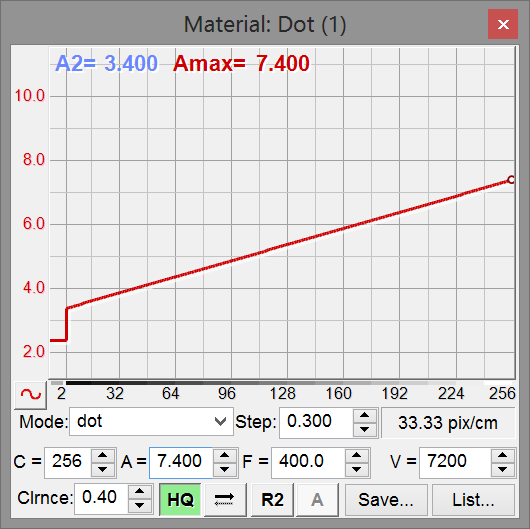 Material: Dot (1)
A2= 3.400 Amax= 7.400
10.0
8.0
6.0
4.0
2.0
2 32 64 96 128 160 192 224 256
Mode: dot Step: 0.300 33.33 pix/cm
C = 256 A = 7.400 F = 400.0 V = 7200
Clrnce: 0.40 HQ R2 A Save... List...